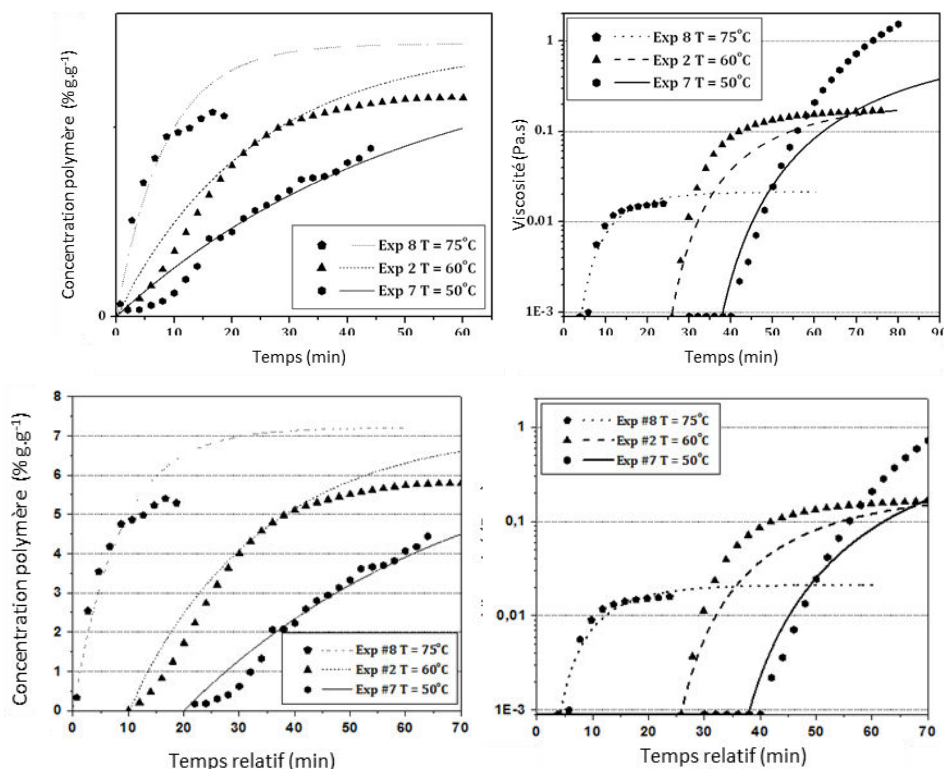 Concentration polymère (% g.g⁻¹)
0
0 10 20 30 40 50 60
Temps (min)
Exp 8 T = 75°C
Exp 2 T = 60°C
Exp 7 T = 50°C
Viscosité (Pa.s)
1
0.1
0.01
1E-3
0 10 20 30 40 50 60 70 80 90
Temps (min)
Exp 8 T = 75°C
Exp 2 T = 60°C
Exp 7 T = 50°C
Concentration polymère (% g.g⁻¹)
8
7
6
5
4
3
2
1
0
0 10 20 30 40 50 60 70
Temps relatif (min)
Exp #8 T = 75°C
Exp #2 T = 60°C
Exp #7 T = 50°C
1
0,1
0,01
1E-3
0 10 20 30 40 50 60 70
Temps relatif (min)
Exp #8 T = 75°C
Exp #2 T = 60°C
Exp #7 T = 50°C